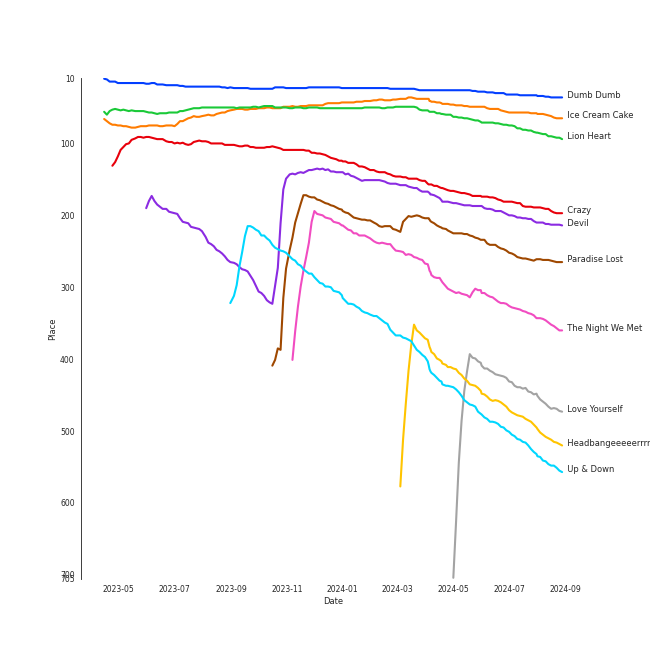 10
100
200
300
400
500
600
700
705
Place
2023-05 2023-07 2023-09 2023-11 2024-01 2024-03 2024-05 2024-07 2024-09
Date
Dumb Dumb
Ice Cream Cake
Lion Heart
Crazy
Devil
Paradise Lost
The Night We Met
Love Yourself
Headbangeeeeerrrr
Up & Down